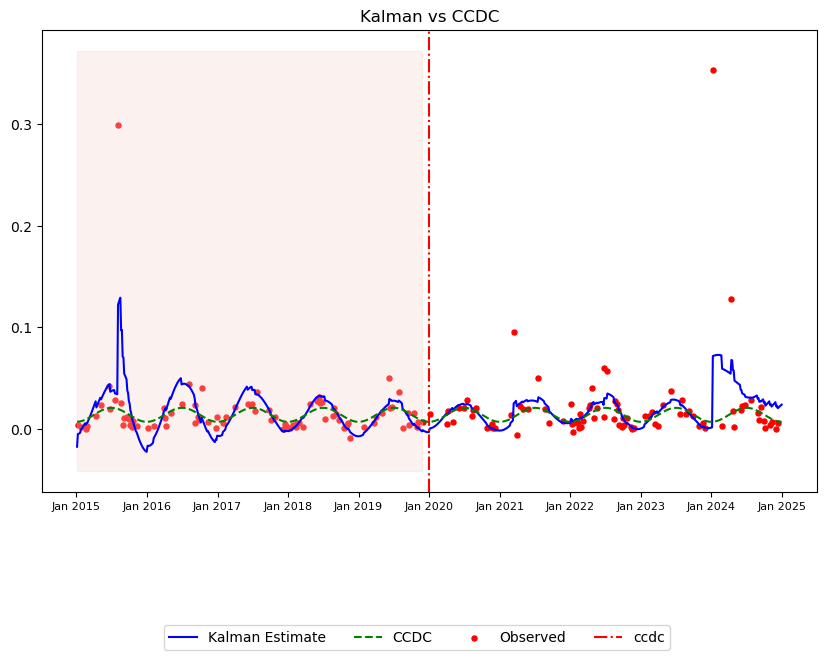 Kalman vs CCDC
0.3
0.2
0.1
0.0
Jan 2015 Jan 2016 Jan 2017 Jan 2018 Jan 2019 Jan 2020 Jan 2021 Jan 2022 Jan 2023 Jan 2024 Jan 2025
Kalman Estimate CCDC Observed ccdc